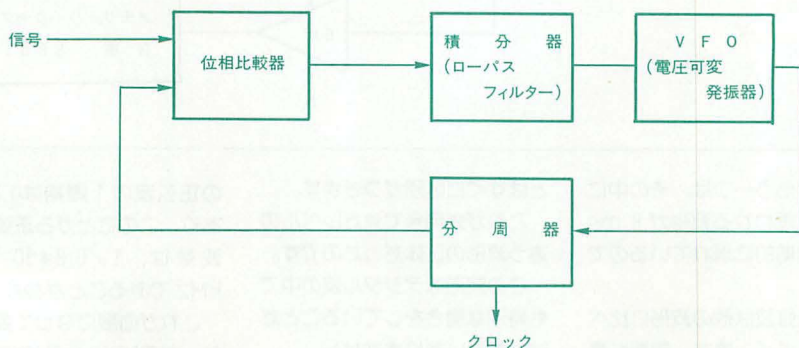 信号
位相比較器
積分器
(ローパス
フィルター)
VFO
(電圧可変
発振器)
分周器
クロック